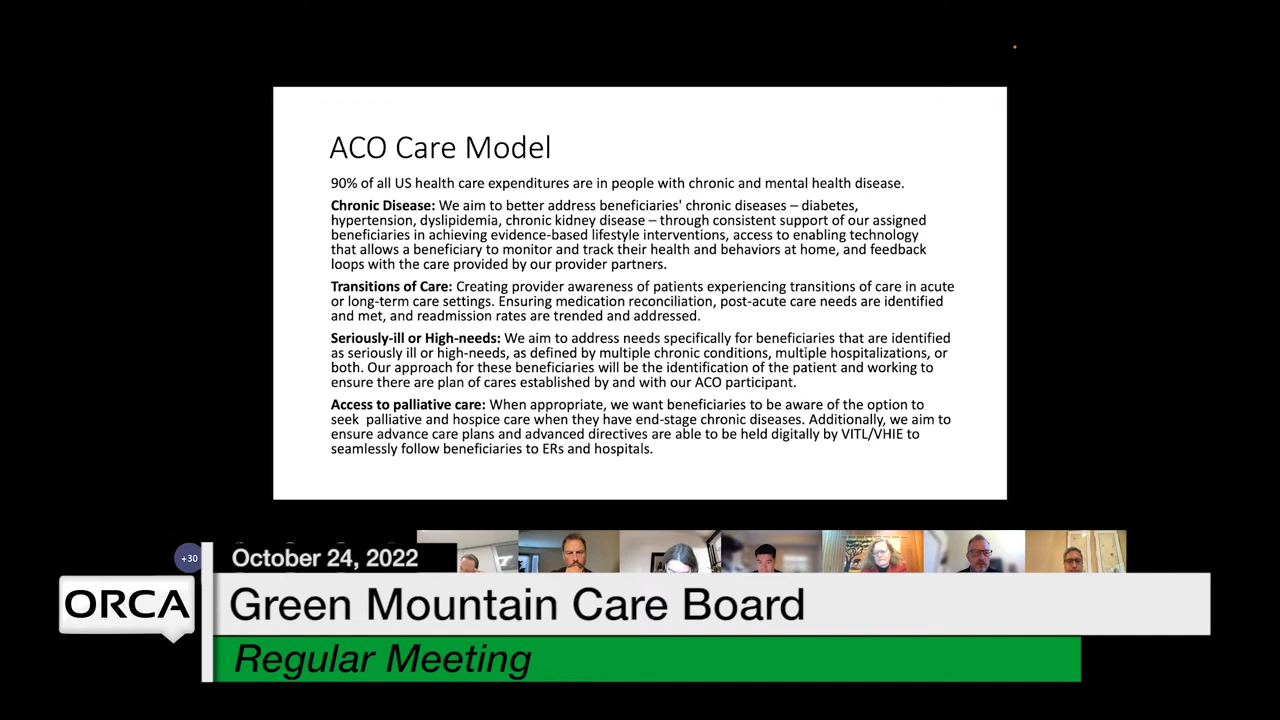 ACO Care Model
90% of all US health care expenditures are in people with chronic and mental health disease.
Chronic Disease: We aim to better address beneficiaries' chronic diseases – diabetes,
hypertension, dyslipidemia, chronic kidney disease – through consistent support of our assigned
beneficiaries in achieving evidence-based lifestyle interventions, access to enabling technology
that allows a beneficiary to monitor and track their health and behaviors at home, and feedback
loops with the care provided by our provider partners.
Transitions of Care: Creating provider awareness of patients experiencing transitions of care in acute
or long-term care settings. Ensuring medication reconciliation, post-acute care needs are identified
and met, and readmission rates are trended and addressed.
Seriously-ill or High-needs: We aim to address needs specifically for beneficiaries that are identified
as seriously ill or high-needs, as defined by multiple chronic conditions, multiple hospitalizations, or
both. Our approach for these beneficiaries will be the identification of the patient and working to
ensure there are plan of cares established by and with our ACO participant.
Access to palliative care: When appropriate, we want beneficiaries to be aware of the option to
seek palliative and hospice care when they have end-stage chronic diseases. Additionally, we aim to
ensure advance care plans and advanced directives are able to be held digitally by VITL/VHIE to
seamlessly follow beneficiaries to ERs and hospitals.
+30
October 24, 2022
ORCA
Green Mountain Care Board
Regular Meeting